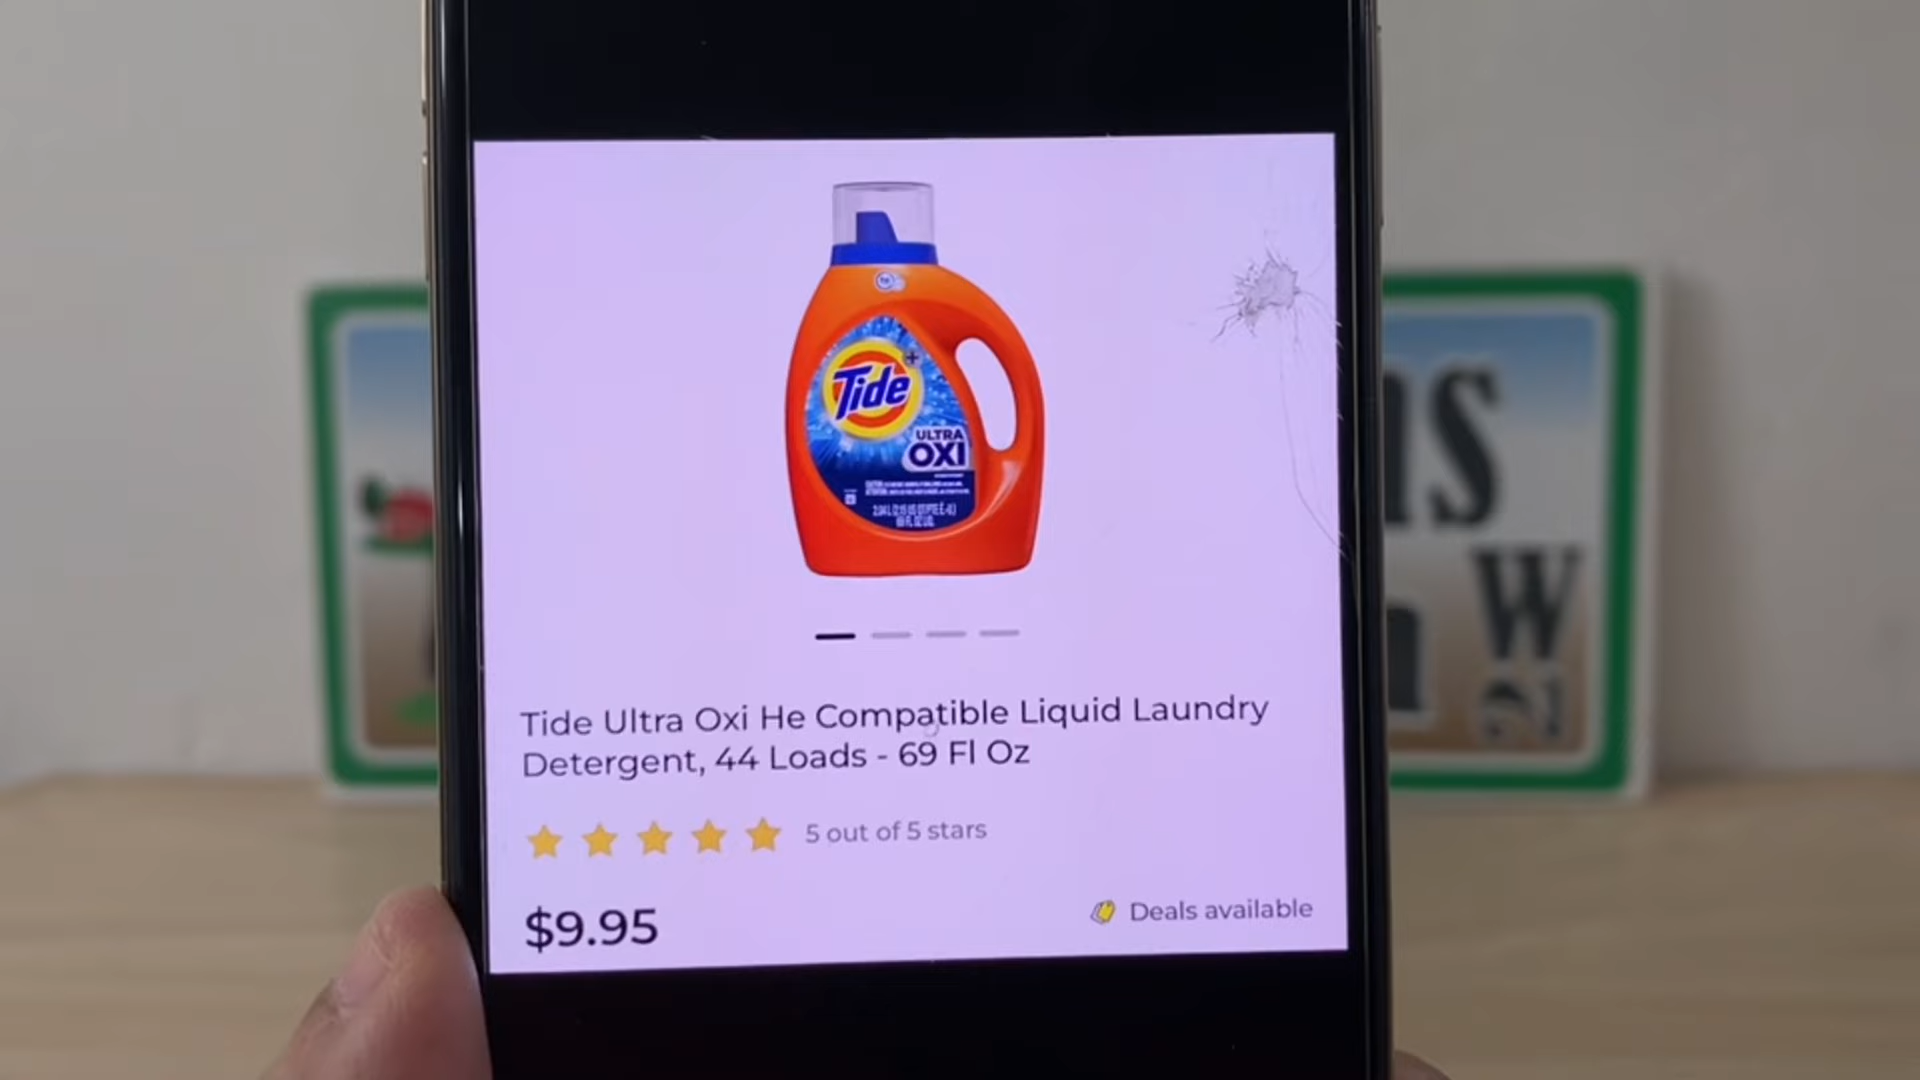 Tide
ULTRA
OXI
Tide Ultra Oxi He Compatible Liquid Laundry
Detergent, 44 Loads - 69 Fl Oz
5 out of 5 stars
$9.95
Deals available
s
W